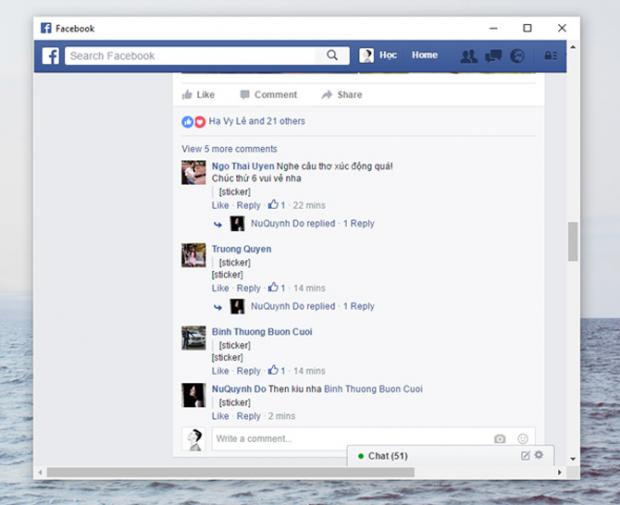 Facebook
Search Facebook
Học Home
Like Comment Share
Hạ Vy Lê and 21 others
View 5 more comments
Ngo Thai Uyen Nghe câu thơ xúc động quá!
Chúc thứ 6 vui vẻ nha
[sticker]
Like · Reply · 1 · 22 mins
NuQuynh Do replied · 1 Reply
Truong Quyen
[sticker]
[sticker]
Like · Reply · 1 · 14 mins
NuQuynh Do replied · 1 Reply
Binh Thuong Buon Cuoi
[sticker]
[sticker]
Like · Reply · 1 · 14 mins
NuQuynh Do Then kiu nha Binh Thuong Buon Cuoi
[sticker]
Like · Reply · 2 mins
Write a comment...
Chat (51)